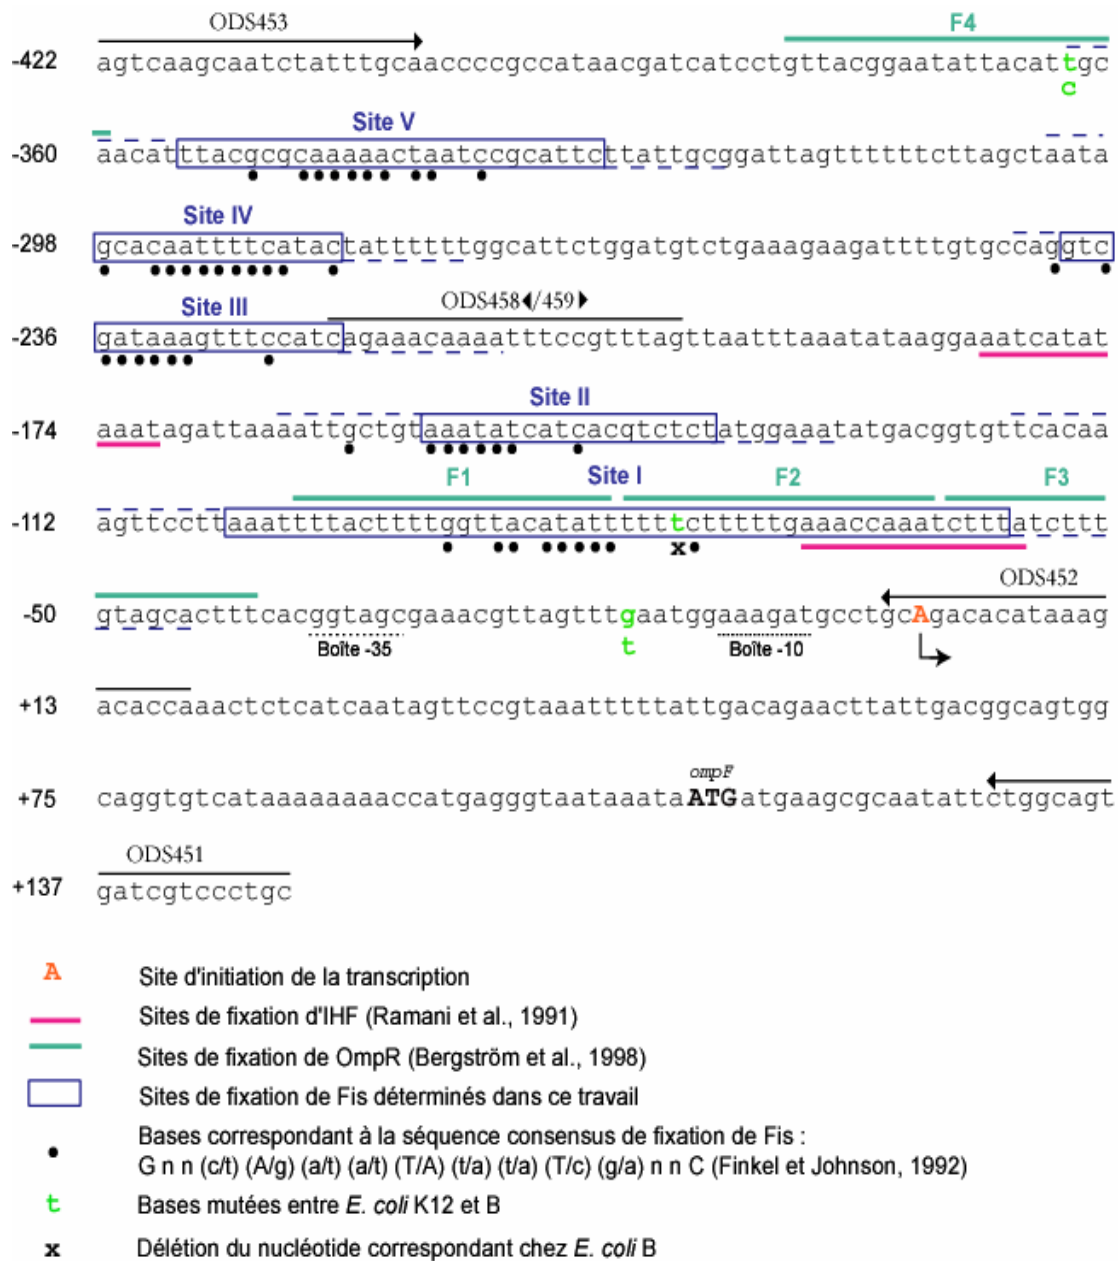 ODS453
F4
-422 agtcaagcaatctatttgcaaccccgccataacgatcatcctgttacggaatattacattgc
c
Site V
-360 aacatttacgcgcaaaaactaatccgcattcttattgcggattagttttttcttagctaata
Site IV
-298 gcacaattttcatactattttttggcattctggatgtctgaaagaagattttgtgccaggtc
Site III
ODS458◀/459▶
-236 gataaagtttccatcagaaacaaaatttccgtttagttaatttaaatataaggaaatcatat
Site II
-174 aaatagattaaaattgctgtaaatatcatcacgtctctatggaaatatgacggtgttcacaa
F1 Site I F2 F3
-112 agttccttaaattttacttttggttacatattttttctttttgaaaccaaatctttatcttt
x
ODS452
-50 gtagcactttcacggtagcgaaacgttagtttgaatggaaagatgcctgcAgacacataaag
Boîte -35 t Boîte -10
+13 acaccaaactctcatcaatagttccgtaaatttttattgacagaacttattgacggcagtgg
ompF
+75 caggtgtcataaaaaaaaccatgagggtaataaataATGatgaagcgcaatattctggcagt
ODS451
+137 gatcgtccctgc
A Site d'initiation de la transcription
Sites de fixation d'IHF (Ramani et al., 1991)
Sites de fixation de OmpR (Bergström et al., 1998)
Sites de fixation de Fis déterminés dans ce travail
• Bases correspondant à la séquence consensus de fixation de Fis :
G n n (c/t) (A/g) (a/t) (a/t) (T/A) (t/a) (t/a) (T/c) (g/a) n n C (Finkel et Johnson, 1992)
t Bases mutées entre E. coli K12 et B
x Délétion du nucléotide correspondant chez E. coli B